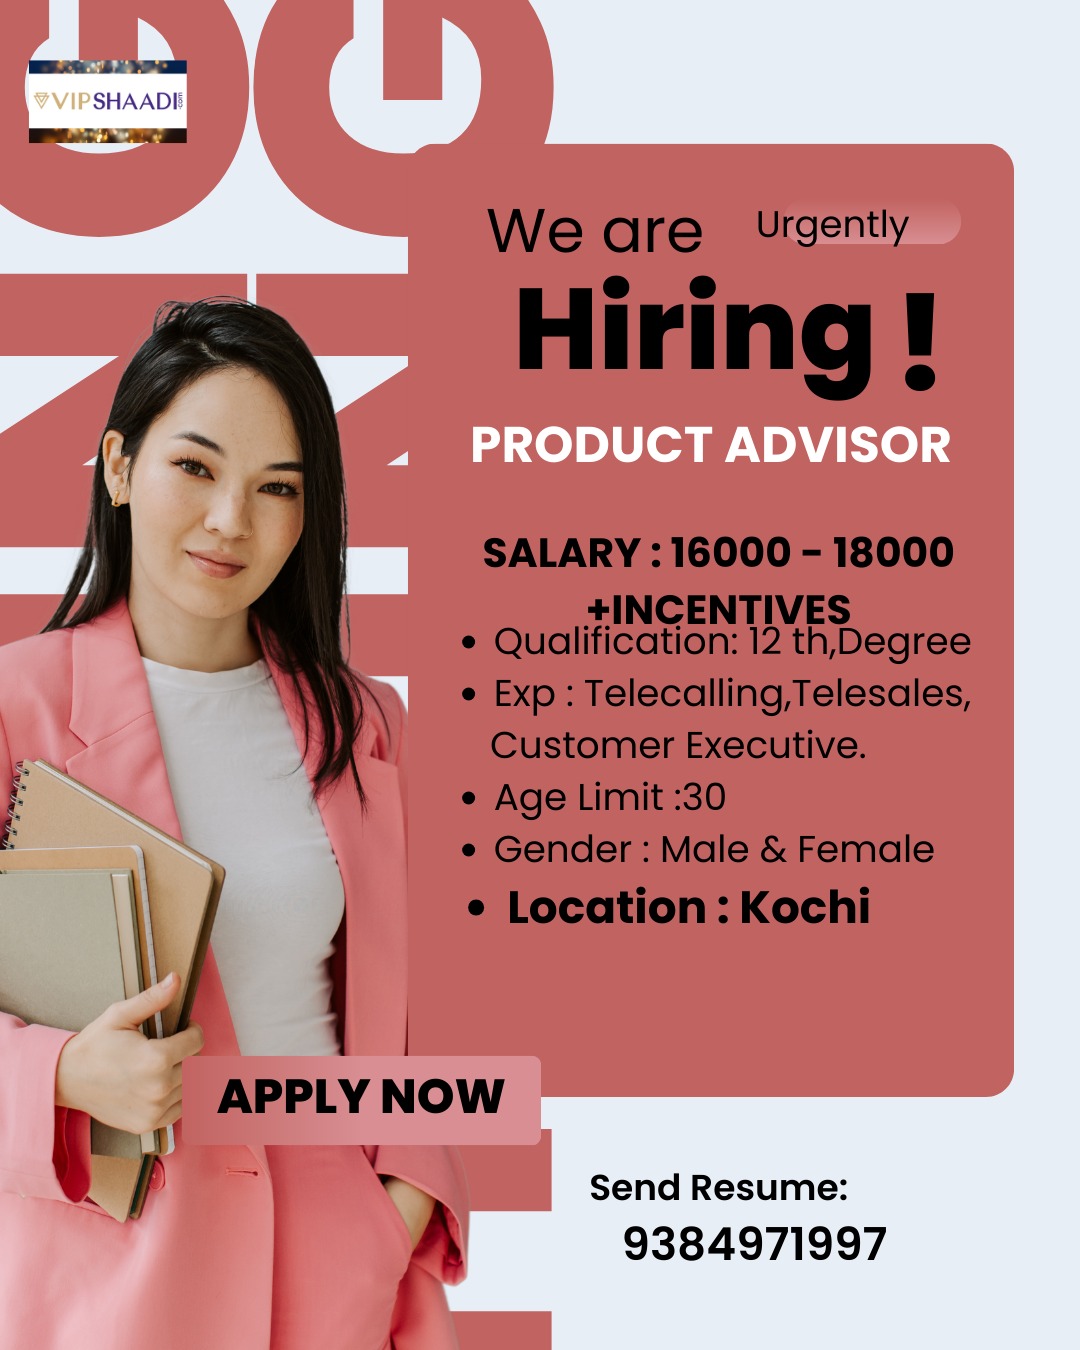 VIPSHAADI.com
We are Urgently
Hiring !
PRODUCT ADVISOR
SALARY : 16000 - 18000
+INCENTIVES
• Qualification: 12 th,Degree
• Exp : Telecalling,Telesales,
Customer Executive.
• Age Limit :30
• Gender : Male & Female
• Location : Kochi
APPLY NOW
Send Resume:
9384971997